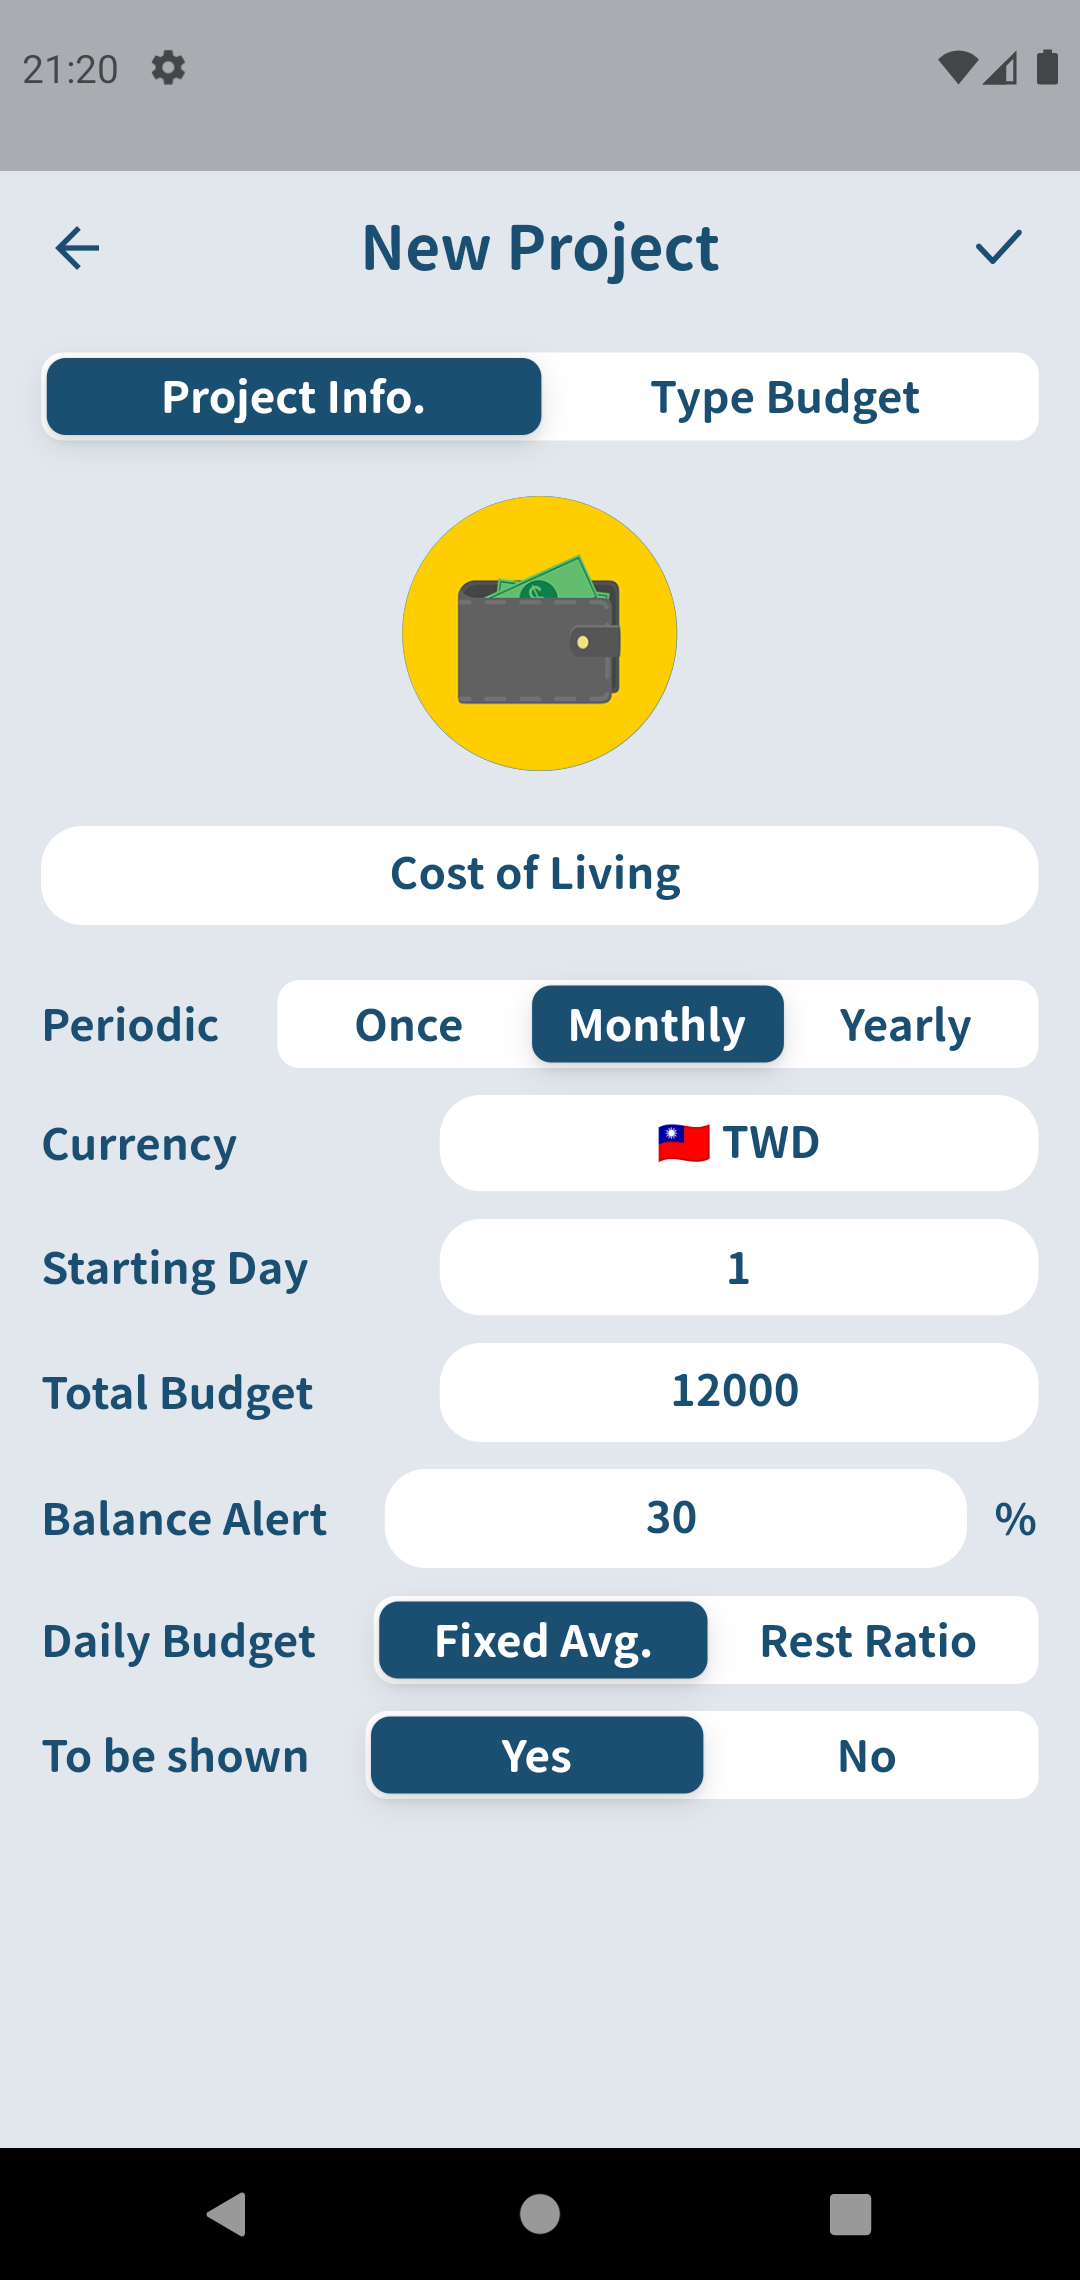 21:20
New Project
Project Info. Type Budget
Cost of Living
Periodic Once Monthly Yearly
Currency 🇹🇼 TWD
Starting Day 1
Total Budget 12000
Balance Alert 30 %
Daily Budget Fixed Avg. Rest Ratio
To be shown Yes No